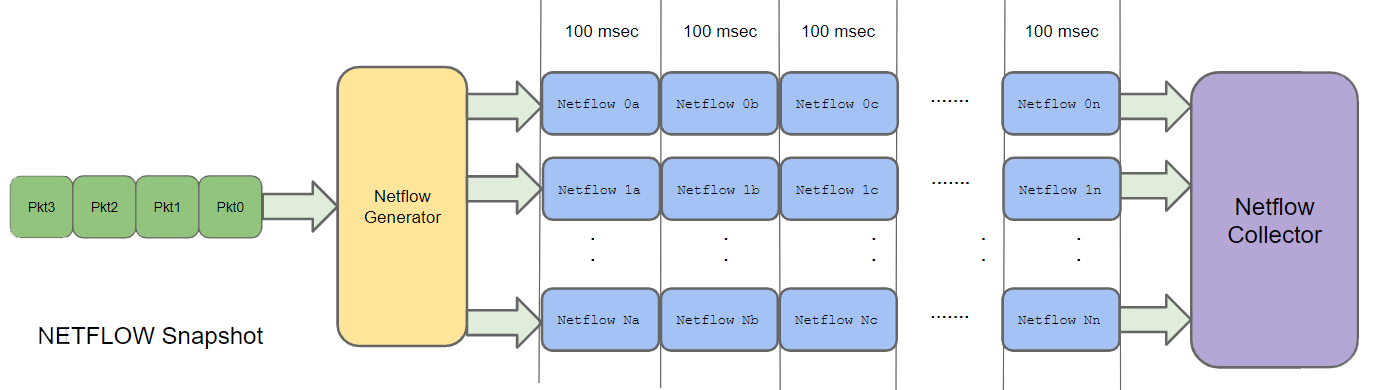 100 msec 100 msec 100 msec 100 msec
Netflow 0a Netflow 0b Netflow 0c ....... Netflow 0n
Netflow 1a Netflow 1b Netflow 1c ....... Netflow 1n
Pkt3 Pkt2 Pkt1 Pkt0
Netflow
Generator
Netflow
Collector
Netflow Na Netflow Nb Netflow Nc ....... Netflow Nn
NETFLOW Snapshot